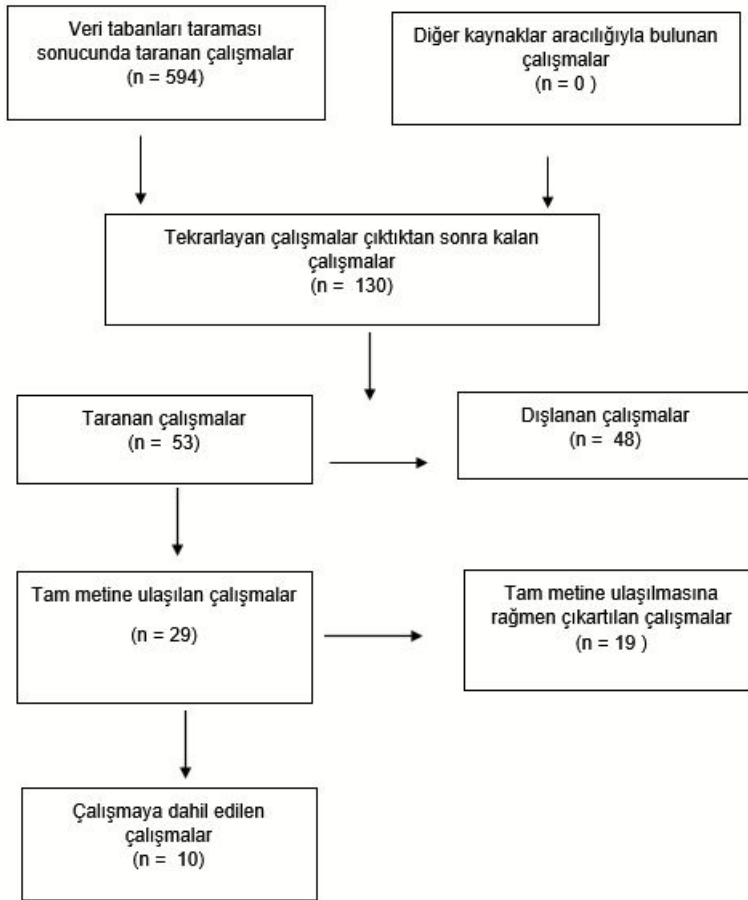 Veri tabanları taraması
sonucunda taranan çalışmalar
(n = 594)
Diğer kaynaklar aracılığıyla bulunan
çalışmalar
(n = 0 )
Tekrarlayan çalışmalar çıktıktan sonra kalan
çalışmalar
(n = 130)
Taranan çalışmalar
(n = 53)
Dışlanan çalışmalar
(n = 48)
Tam metine ulaşılan çalışmalar
(n = 29)
Tam metine ulaşılmasına
rağmen çıkartılan çalışmalar
(n = 19 )
Çalışmaya dahil edilen
çalışmalar
(n = 10)